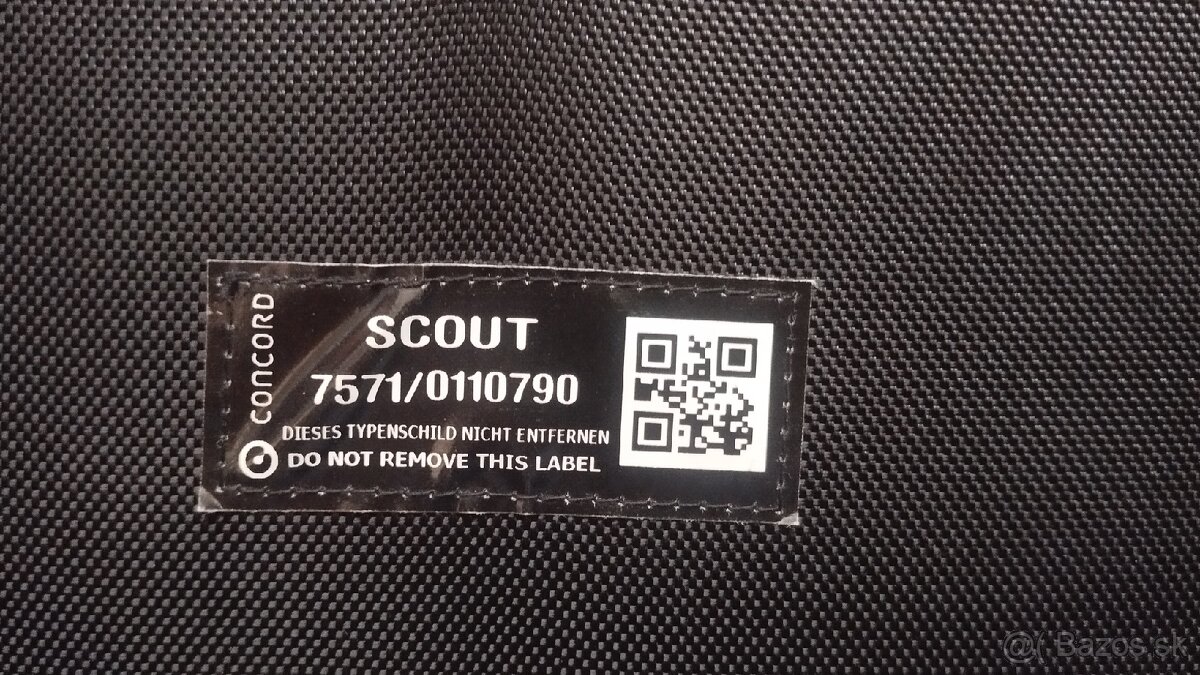 CONCORD
SCOUT
7571/0110790
DIESES TYPENSCHILD NICHT ENTFERNEN
DO NOT REMOVE THIS LABEL
@( Bazos.sk